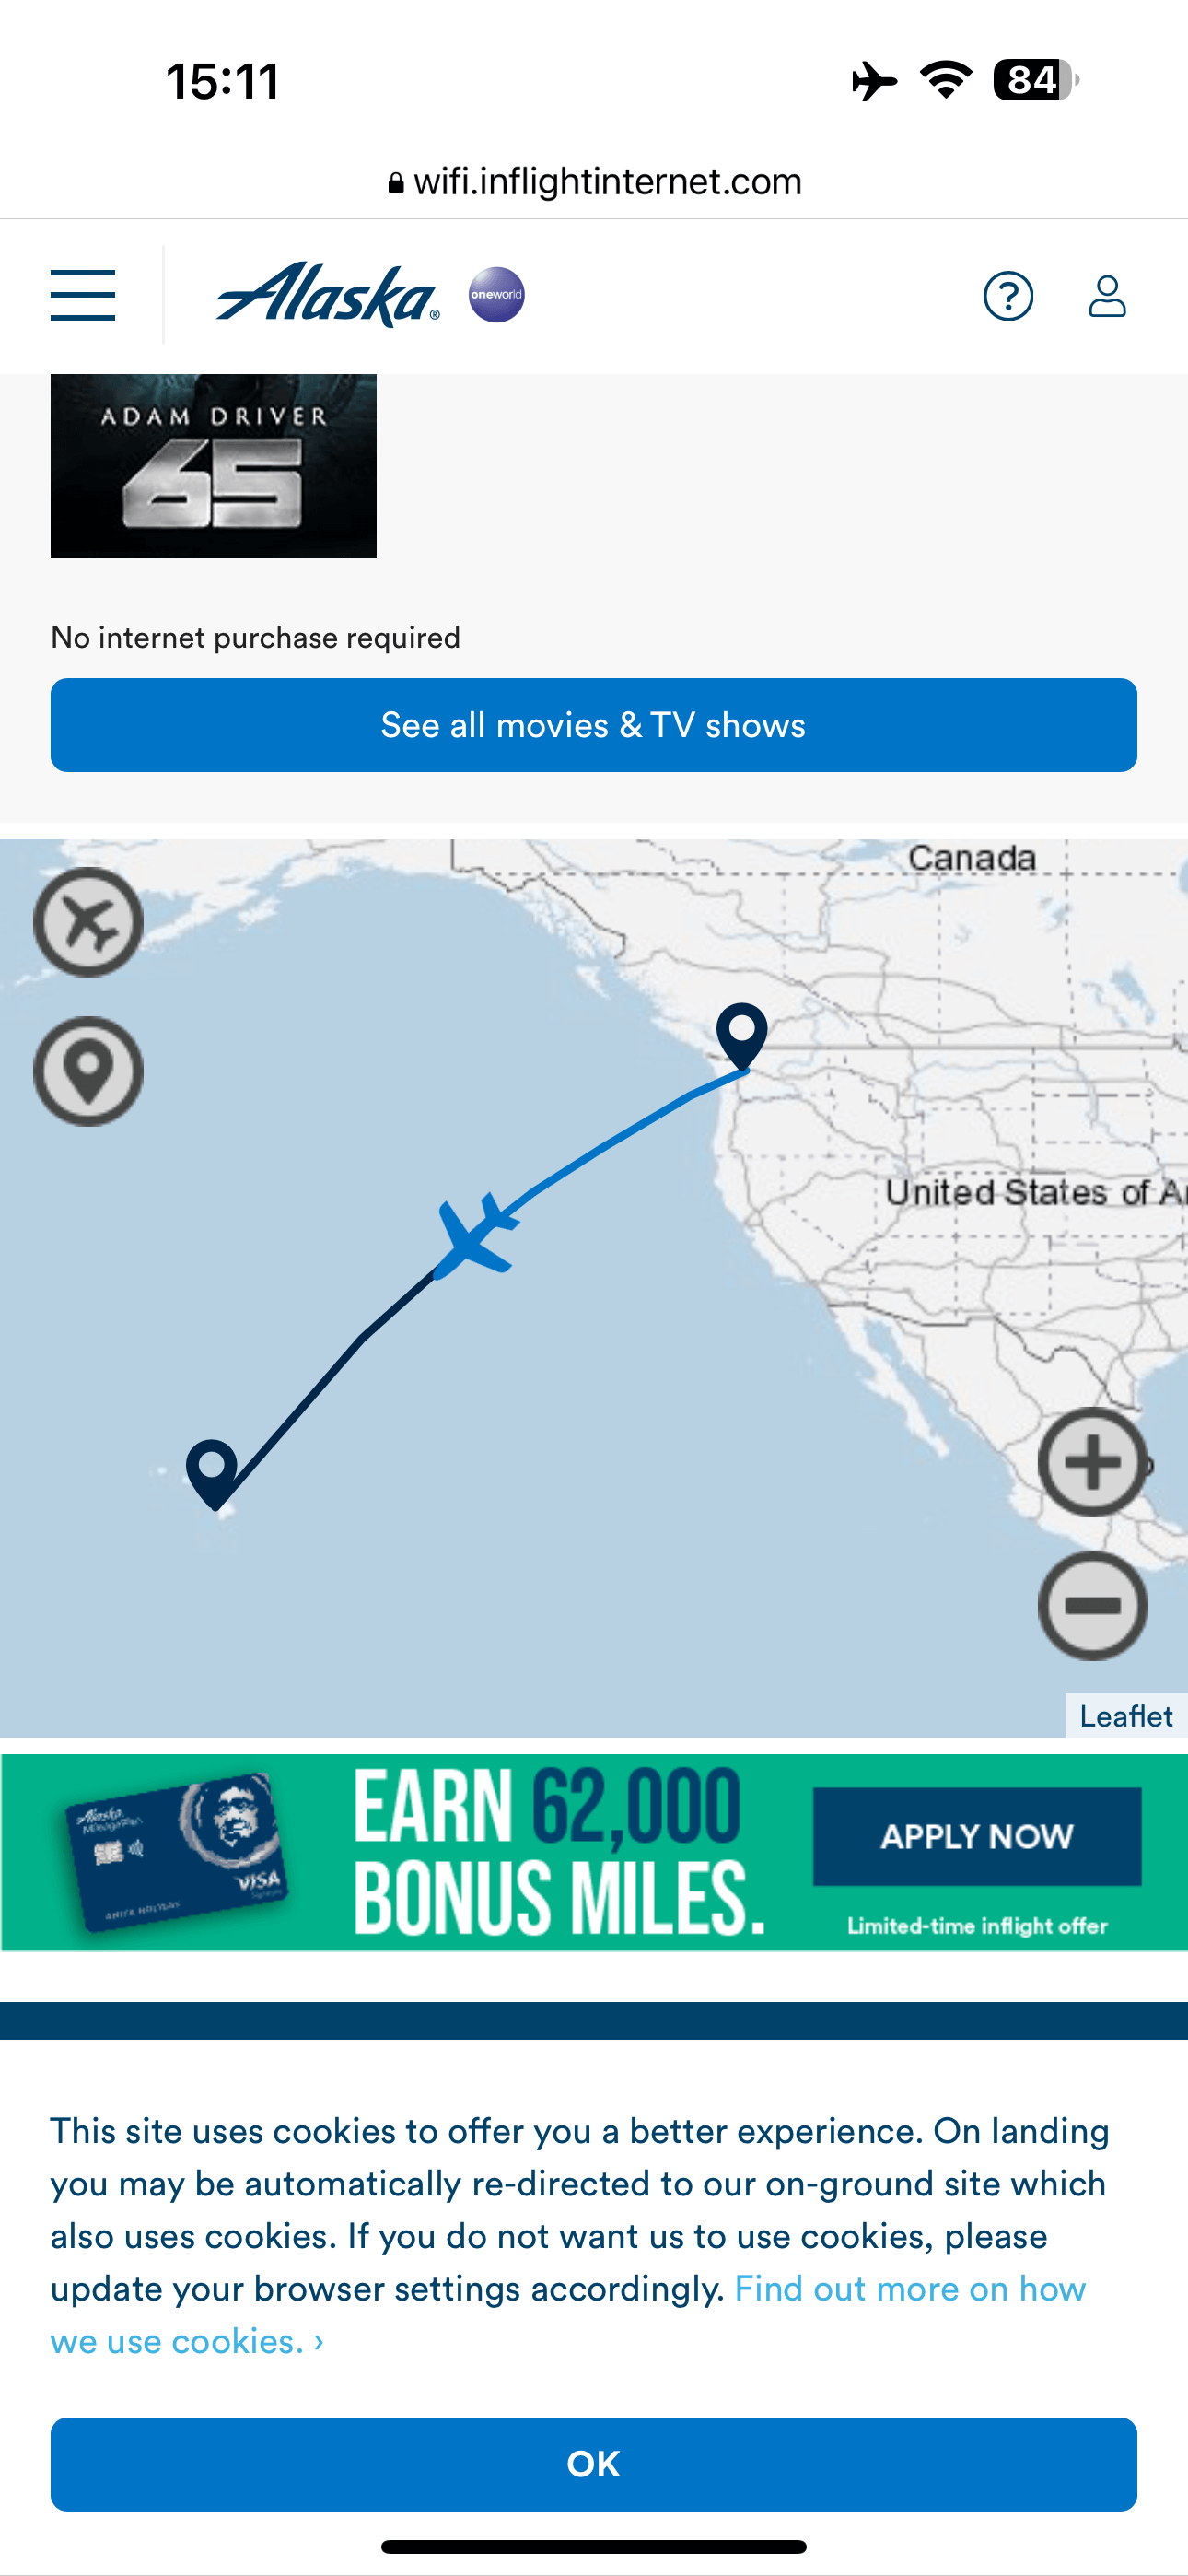 15:11
84
wifi.inflightinternet.com
Alaska®
oneworld
?
ADAM DRIVER
65
No internet purchase required
See all movies & TV shows
Canada
United States of A
Leaflet
Alaska
MileagePlan
VISA
EARN 62,000
BONUS MILES.
APPLY NOW
Limited-time inflight offer
This site uses cookies to offer you a better experience. On landing
you may be automatically re-directed to our on-ground site which
also uses cookies. If you do not want us to use cookies, please
update your browser settings accordingly. Find out more on how
we use cookies. ›
OK